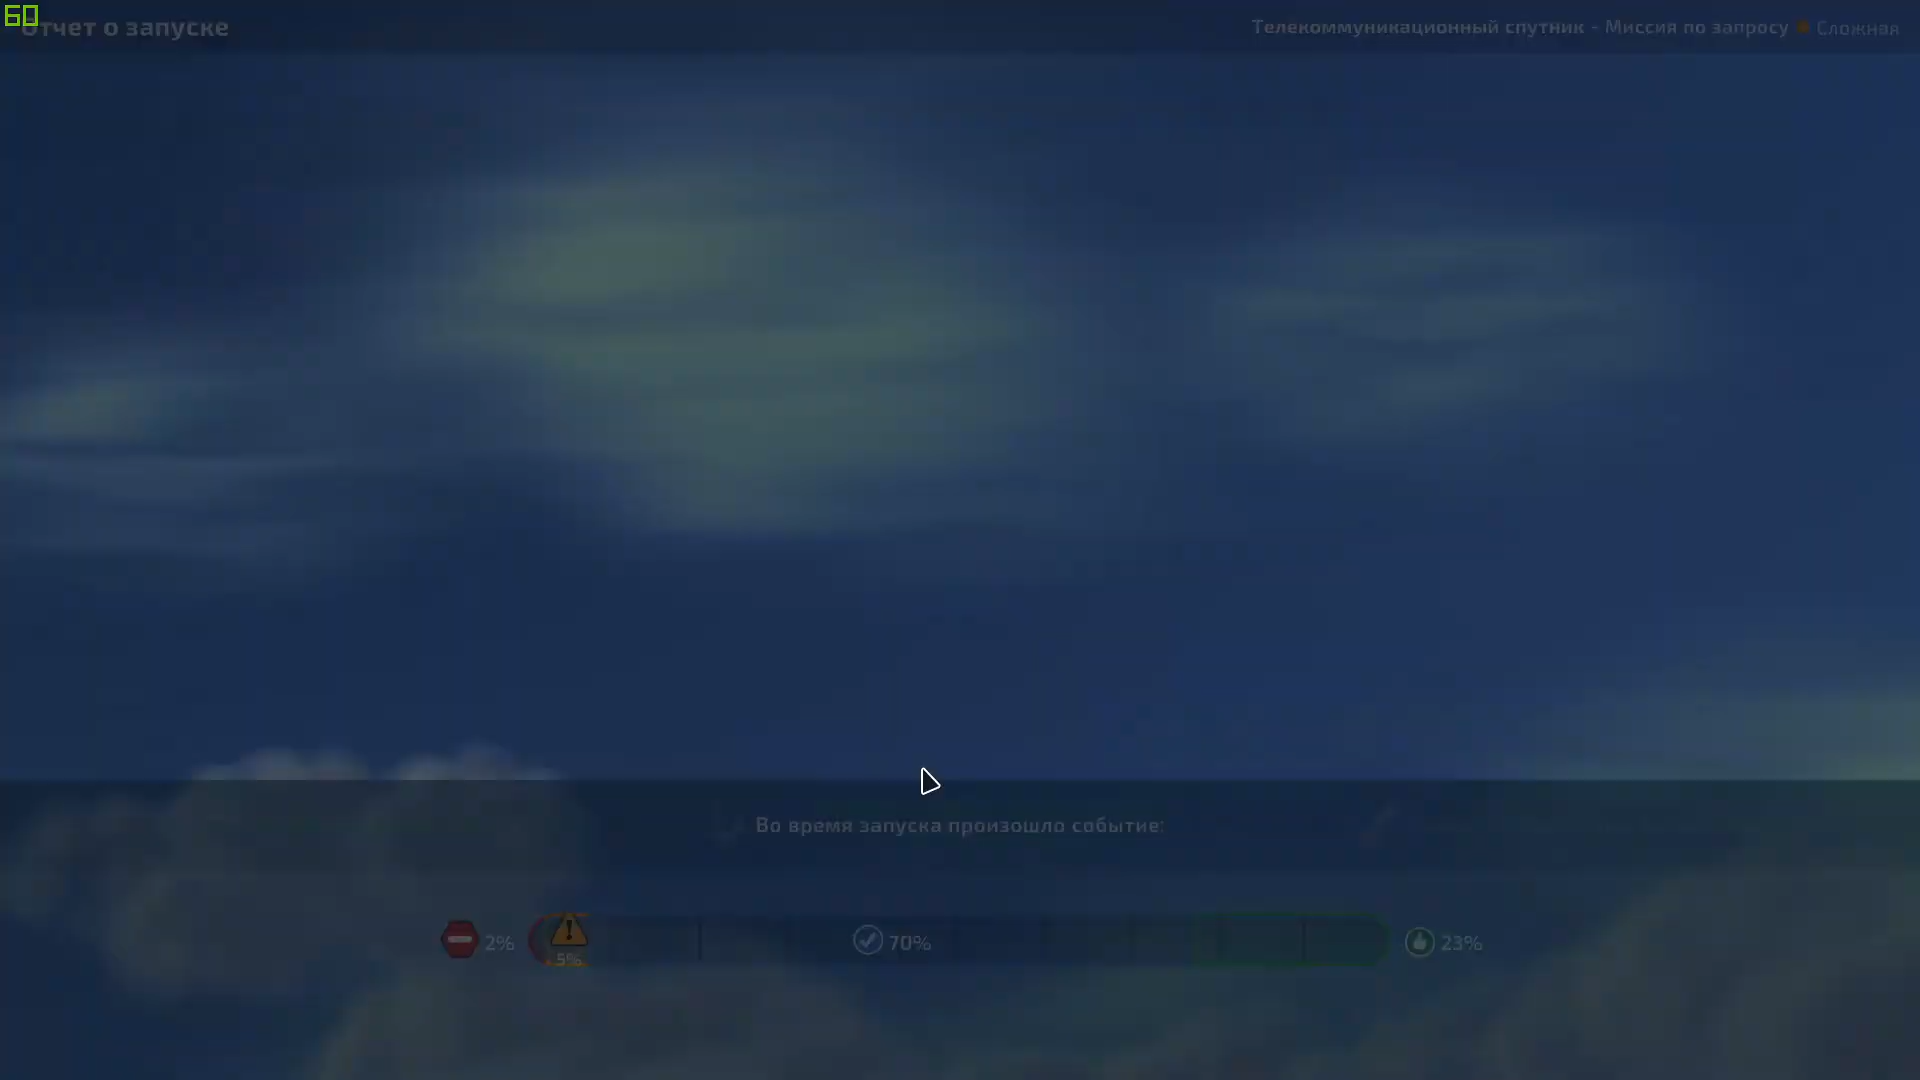 60
Отчет о запуске
Телекоммуникационный спутник - Миссия по запросу Сложная
Во время запуска произошло событие:
2%
5%
70%
23%